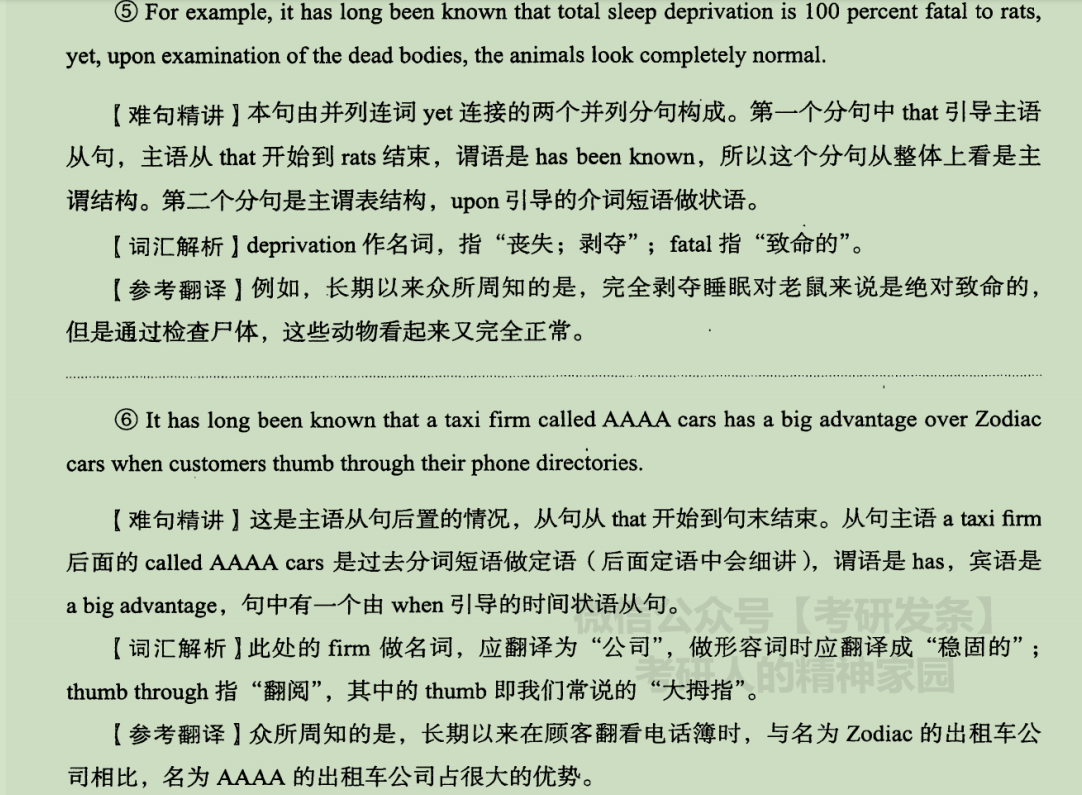 ⑤ For example, it has long been known that total sleep deprivation is 100 percent fatal to rats,
yet, upon examination of the dead bodies, the animals look completely normal.
【难句精讲】本句由并列连词 yet 连接的两个并列分句构成。第一个分句中 that 引导主语
从句，主语从 that 开始到 rats 结束，谓语是 has been known，所以这个分句从整体上看是主
谓结构。第二个分句是主谓表结构，upon 引导的介词短语做状语。
【词汇解析】deprivation 作名词，指“丧失；剥夺”；fatal 指“致命的”。
【参考翻译】例如，长期以来众所周知的是，完全剥夺睡眠对老鼠来说是绝对致命的，
但是通过检查尸体，这些动物看起来又完全正常。
⑥ It has long been known that a taxi firm called AAAA cars has a big advantage over Zodiac
cars when customers thumb through their phone directories.
【难句精讲】这是主语从句后置的情况，从句从 that 开始到句末结束。从句主语 a taxi firm
后面的 called AAAA cars 是过去分词短语做定语（后面定语中会细讲），谓语是 has，宾语是
a big advantage，句中有一个由 when 引导的时间状语从句。
微信公众号【考研发条】
【词汇解析】此处的 firm 做名词，应翻译为“公司”，做形容词时应翻译成“稳固的”；
考研人的精神家园
thumb through 指“翻阅”，其中的 thumb 即我们常说的“大拇指”。
【参考翻译】众所周知的是，长期以来在顾客翻看电话簿时，与名为 Zodiac 的出租车公
司相比，名为 AAAA 的出租车公司占很大的优势。